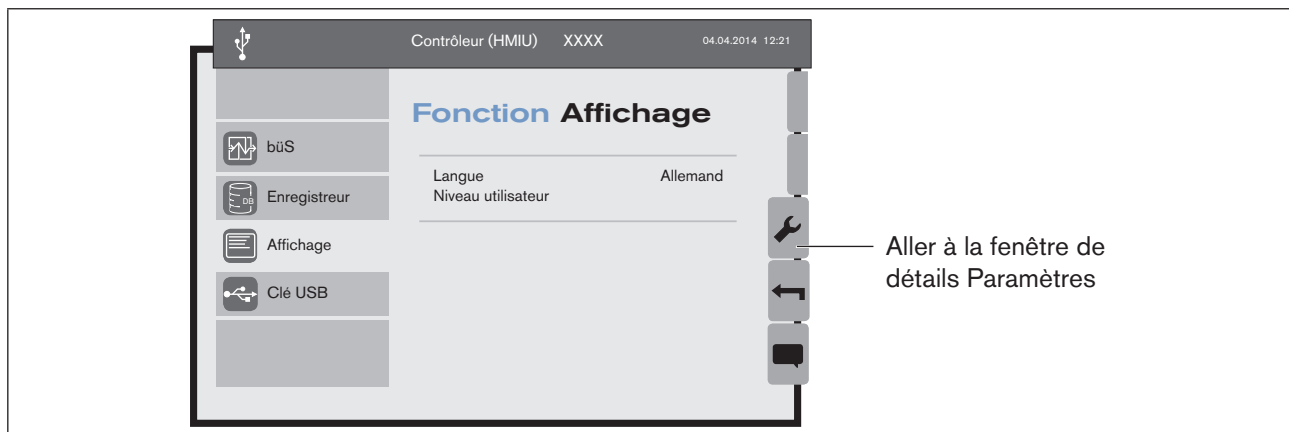 Contrôleur (HMIU) XXXX 04.04.2014 12:21
Fonction Affichage
büS
Enregistreur
DB
Affichage
Clé USB
Langue Allemand
Niveau utilisateur
Aller à la fenêtre de
détails Paramètres